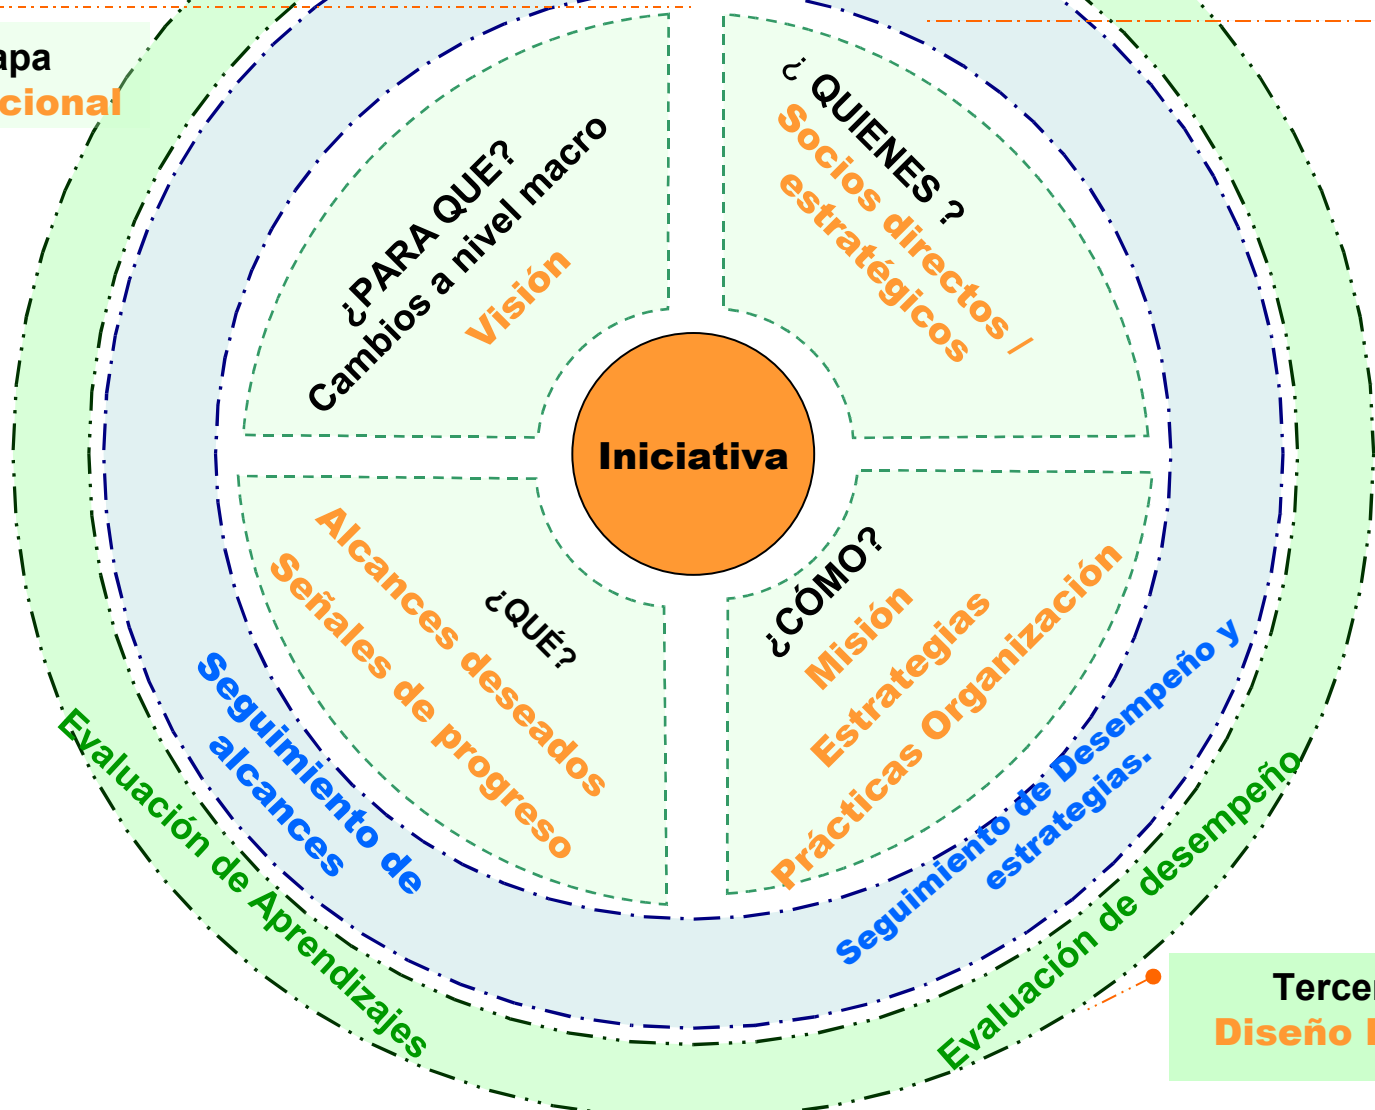 apa
cional
¿PARA QUE?
Cambios a nivel macro
Visión
¿ QUIENES ?
Socios directos /
estratégicos
Iniciativa
¿QUÉ?
Alcances deseados
Señales de progreso
¿CÓMO?
Misión
Estrategias
Prácticas Organización
Seguimiento de
alcances
Seguimiento de Desempeño y
estrategias.
Evaluación de Aprendizajes
Evaluación de desempeño
Tercer
Diseño